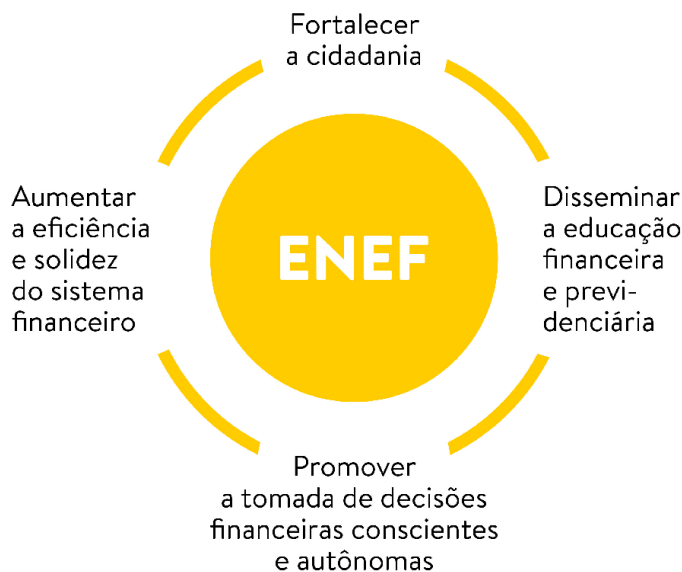 Fortalecer
a cidadania
Aumentar
a eficiência
e solidez
do sistema
financeiro
ENEF
Disseminar
a educação
financeira
e previ-
denciária
Promover
a tomada de decisões
financeiras conscientes
e autônomas